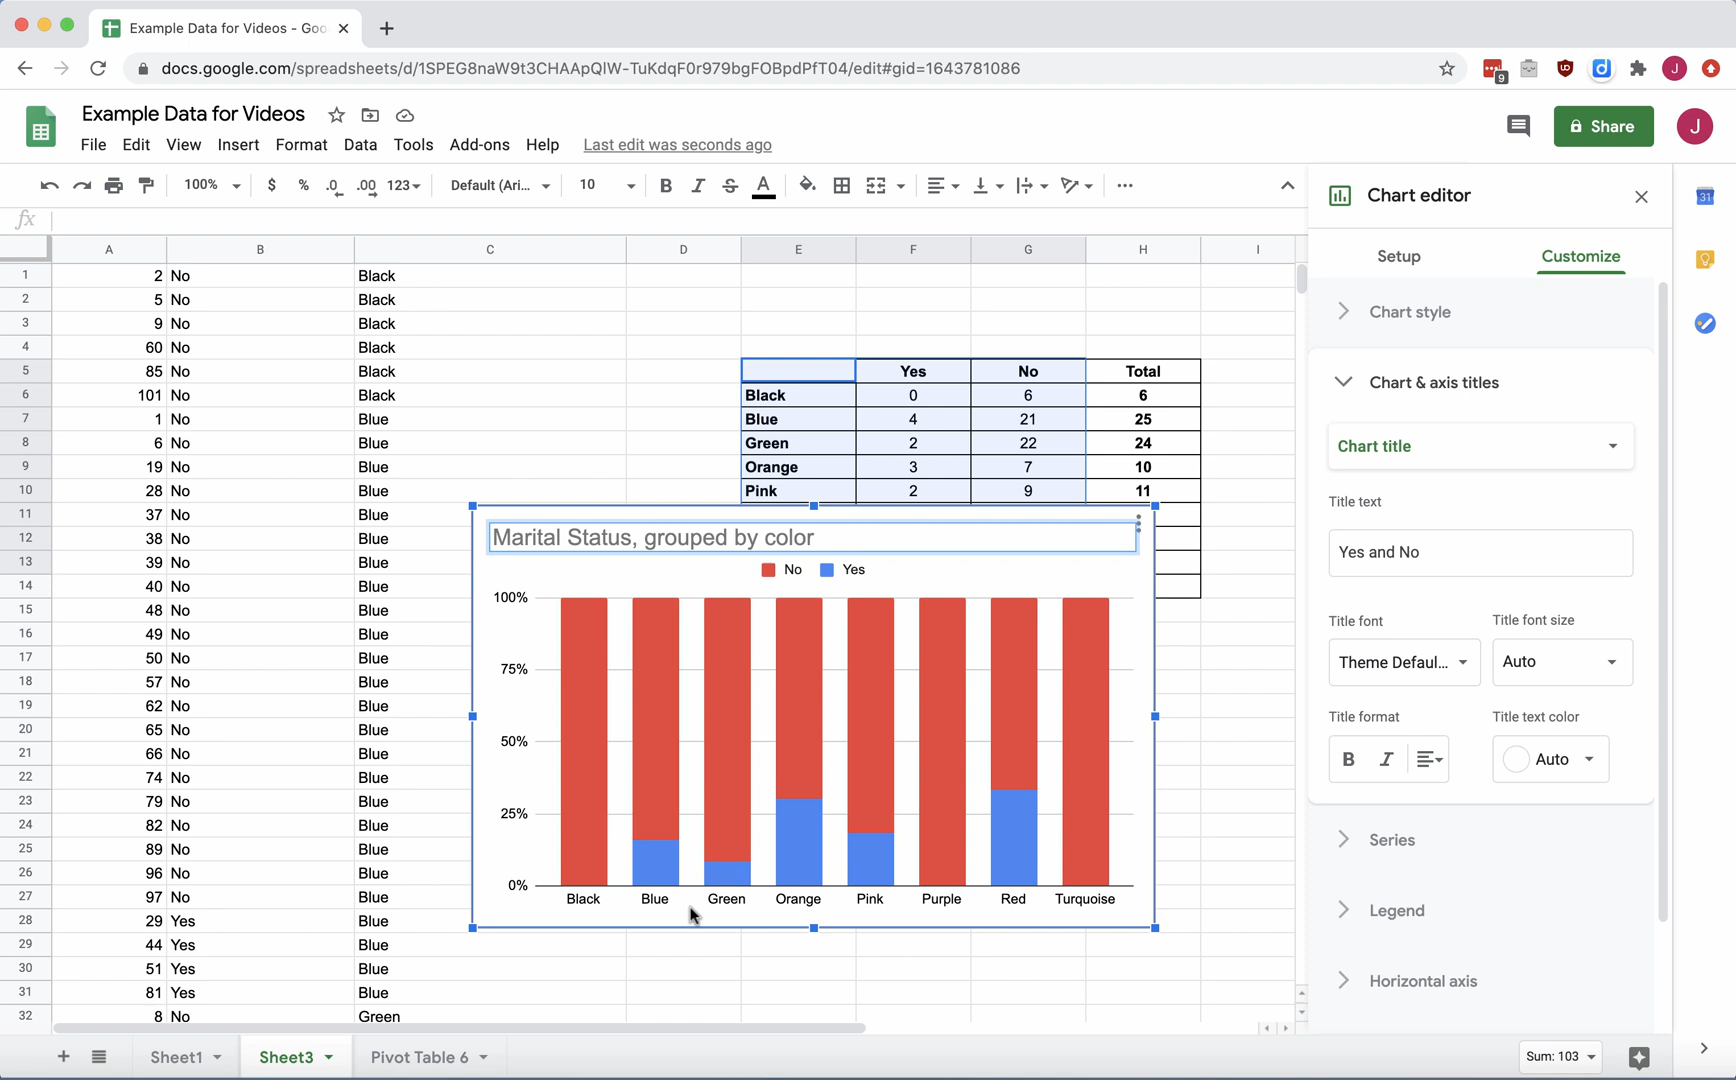 Example Data for Videos - Goo
docs.google.com/spreadsheets/d/1SPEG8naW9t3CHAApQIW-TuKdqF0r979bgFOBpdPfT04/edit#gid=1643781086
9
J
Example Data for Videos
File Edit View Insert Format Data Tools Add-ons Help Last edit was seconds ago
Share
J
100% $ % .0 .00 123 Default (Ari... 10 B I S A
fx
Chart editor
31
A B C D E F G H I
Setup Customize
1 2 No Black
2 5 No Black
3 9 No Black
4 60 No Black
5 85 No Black Yes No Total
6 101 No Black Black 0 6 6
7 1 No Blue Blue 4 21 25
8 6 No Blue Green 2 22 24
9 19 No Blue Orange 3 7 10
10 28 No Blue Pink 2 9 11
11 37 No Blue
12 38 No Blue
13 39 No Blue
14 40 No Blue
15 48 No Blue
16 49 No Blue
17 50 No Blue
18 57 No Blue
19 62 No Blue
20 65 No Blue
21 66 No Blue
22 74 No Blue
23 79 No Blue
24 82 No Blue
25 89 No Blue
26 96 No Blue
27 97 No Blue
28 29 Yes Blue
29 44 Yes Blue
30 51 Yes Blue
31 81 Yes Blue
32 8 No Green
Marital Status, grouped by color
No Yes
100%
75%
50%
25%
0%
Black Blue Green Orange Pink Purple Red Turquoise
Chart style
Chart & axis titles
Chart title
Title text
Yes and No
Title font Title font size
Theme Defaul... Auto
Title format Title text color
B I Auto
Series
Legend
Horizontal axis
Sheet1 Sheet3 Pivot Table 6
Sum: 103